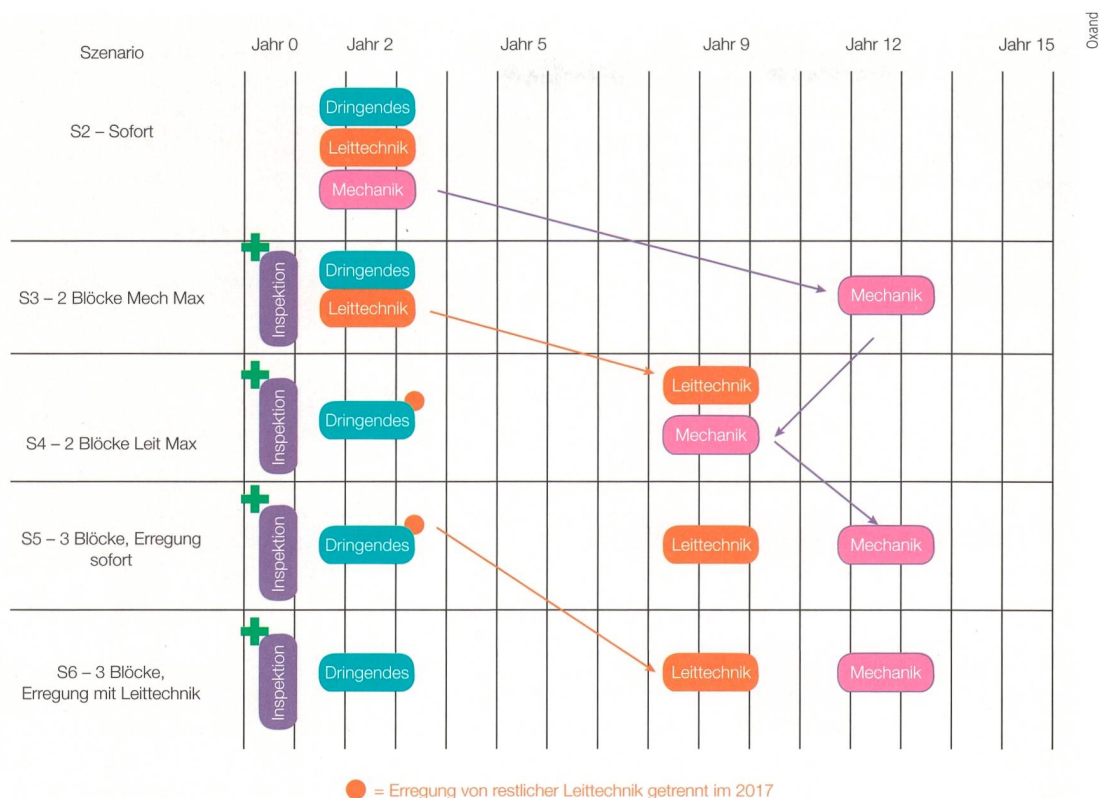 Oxand
Szenario
Jahr 0
Jahr 2
Jahr 5
Jahr 9
Jahr 12
Jahr 15
S2 – Sofort
Dringendes
Leittechnik
Mechanik
S3 – 2 Blöcke Mech Max
Inspektion
Dringendes
Leittechnik
Mechanik
S4 – 2 Blöcke Leit Max
Inspektion
Dringendes
Leittechnik
Mechanik
S5 – 3 Blöcke, Erregung
sofort
Inspektion
Dringendes
Leittechnik
Mechanik
S6 – 3 Blöcke,
Erregung mit Leittechnik
Inspektion
Dringendes
Leittechnik
Mechanik
= Erregung von restlicher Leittechnik getrennt im 2017